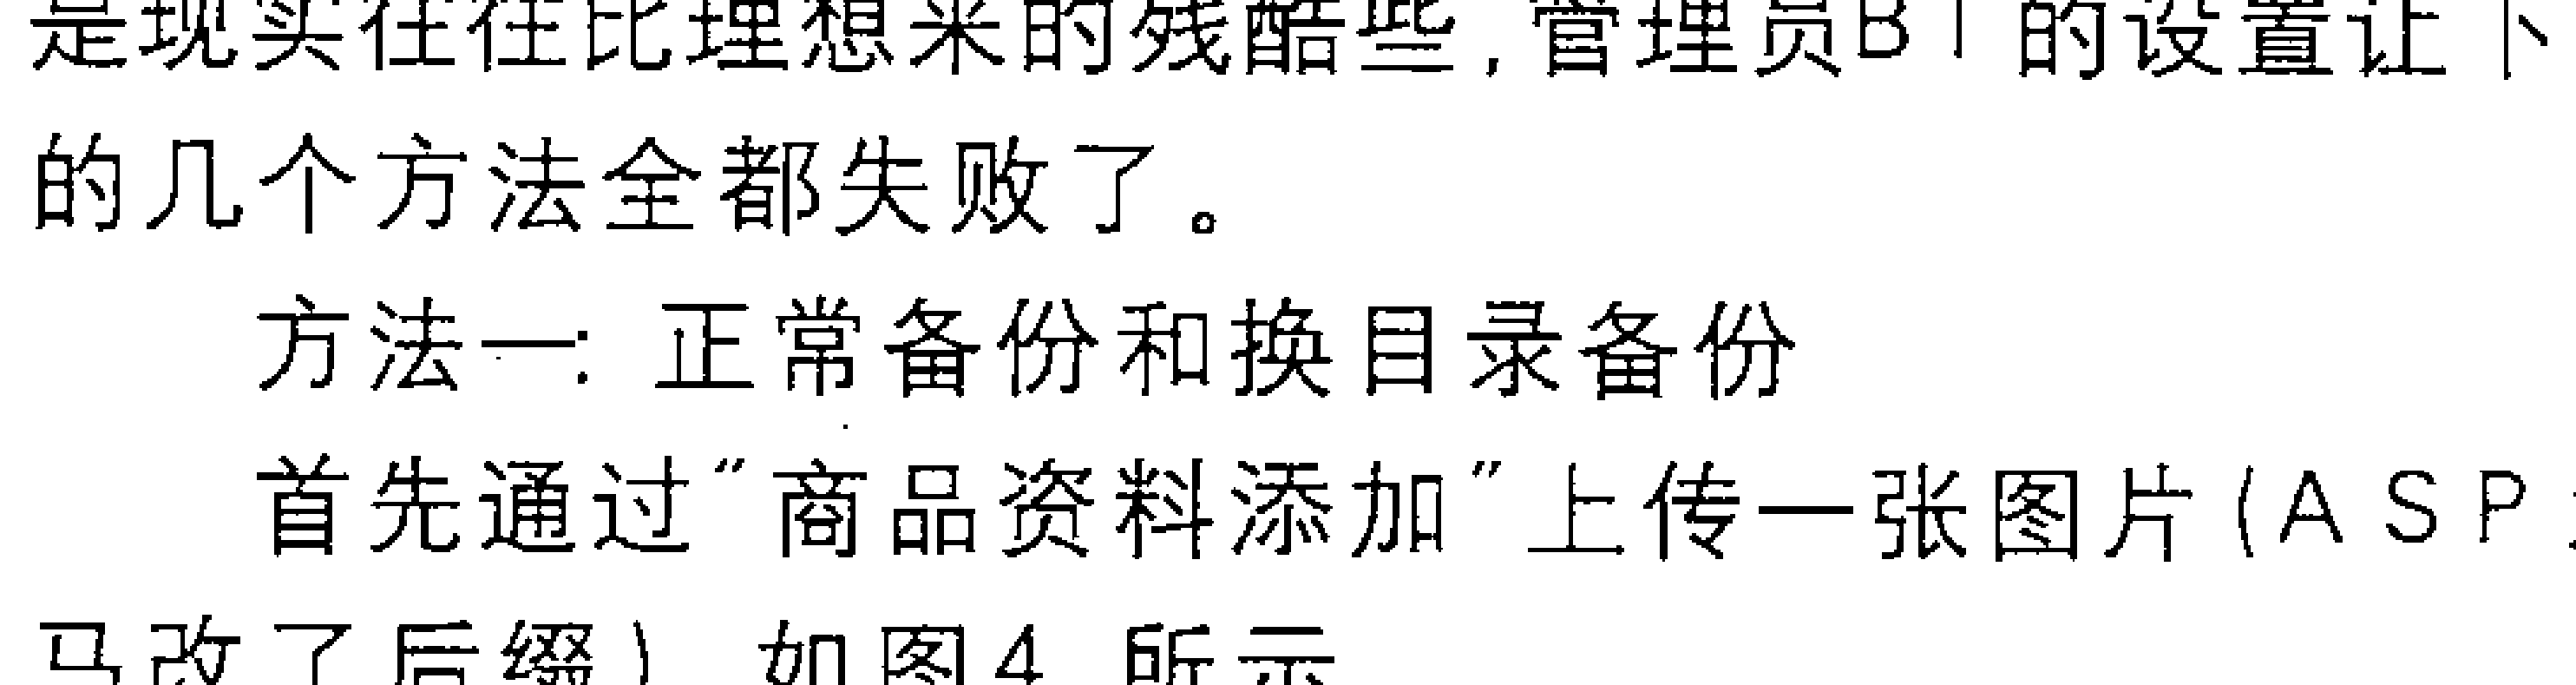 是现实往往比理想来的残酷些,管理员BT的设置让下
的几个方法全都失败了。
方法一: 正常备份和换目录备份
首先通过“商品资料添加”上传一张图片(ASP
马改了后缀) 如图4 所示